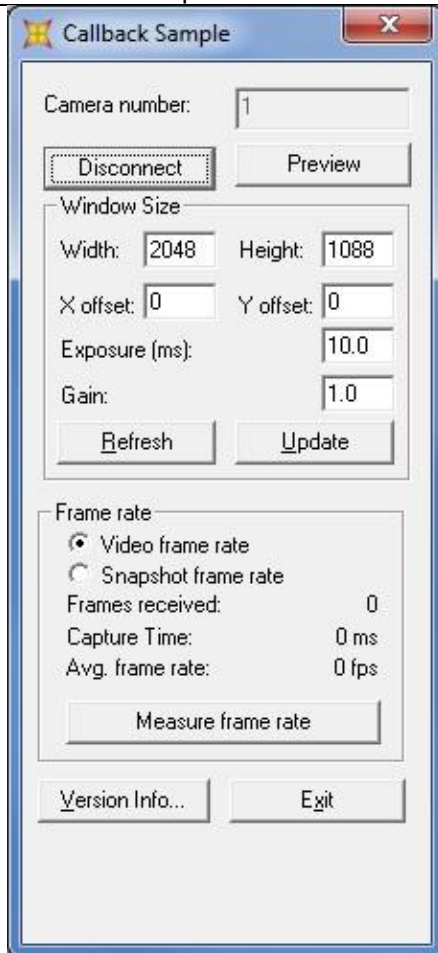 Callback Sample
Camera number: 1
Disconnect Preview
Window Size
Width: 2048 Height: 1088
X offset: 0 Y offset: 0
Exposure (ms): 10.0
Gain: 1.0
Refresh Update
Frame rate
Video frame rate
Snapshot frame rate
Frames received: 0
Capture Time: 0 ms
Avg. frame rate: 0 fps
Measure frame rate
Version Info... Exit